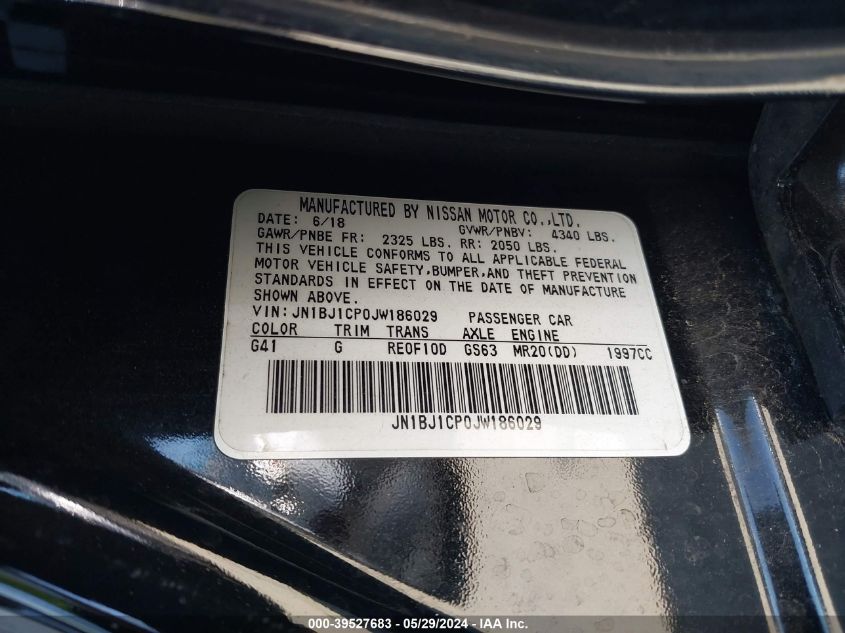 MANUFACTURED BY NISSAN MOTOR CO.,LTD.
DATE: 6/18 GVWR/PNBV: 4340 LBS.
GAWR/PNBE FR: 2325 LBS. RR: 2050 LBS.
THIS VEHICLE CONFORMS TO ALL APPLICABLE FEDERAL
MOTOR VEHICLE SAFETY,BUMPER,AND THEFT PREVENTION
STANDARDS IN EFFECT ON THE DATE OF MANUFACTURE
SHOWN ABOVE.
VIN:JN1BJ1CP0JW186029 PASSENGER CAR
COLOR TRIM TRANS AXLE ENGINE
G41 G RE0F10D GS63 MR20(DD) 1997CC
JN1BJ1CP0JW186029
000-39527683 - 05/29/2024 - IAAI - Copart Inc.